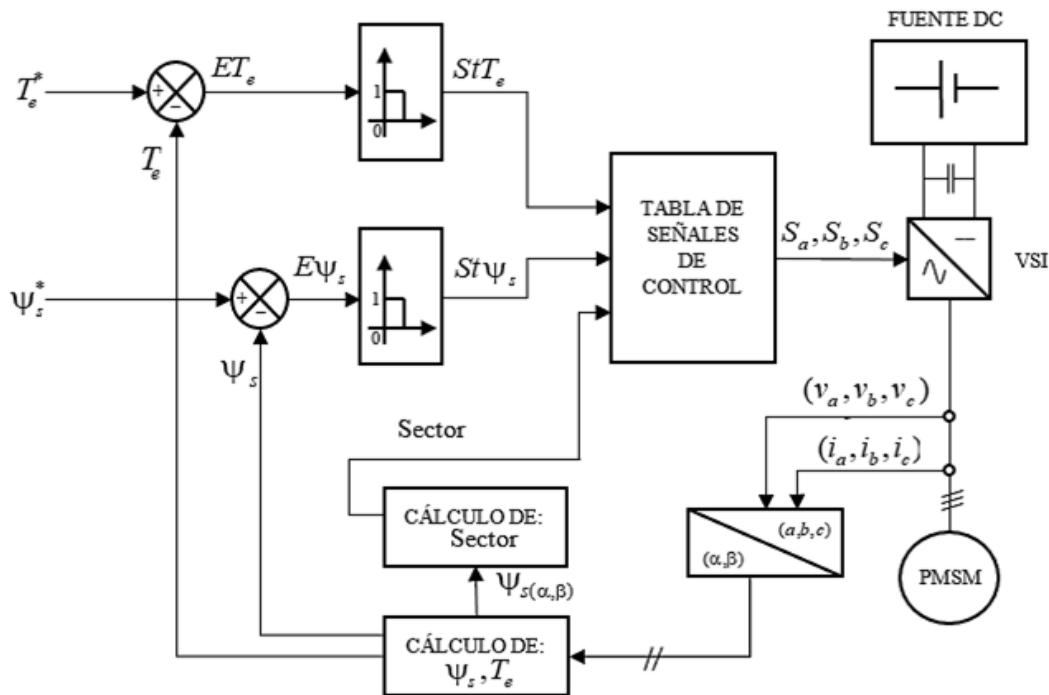 FUENTE DC
T_e^*
+
−
ET_e
1
0
StT_e
T_e
TABLA DE
SEÑALES
DE
CONTROL
S_a, S_b, S_c
VSI
Ψ_s^*
+
−
EΨ_s
1
0
StΨ_s
Ψ_s
(v_a, v_b, v_c)
Sector
(i_a, i_b, i_c)
CÁLCULO DE:
Sector
(a,b,c)
(α,β)
PMSM
Ψ_{s(α,β)}
CÁLCULO DE:
Ψ_s, T_e